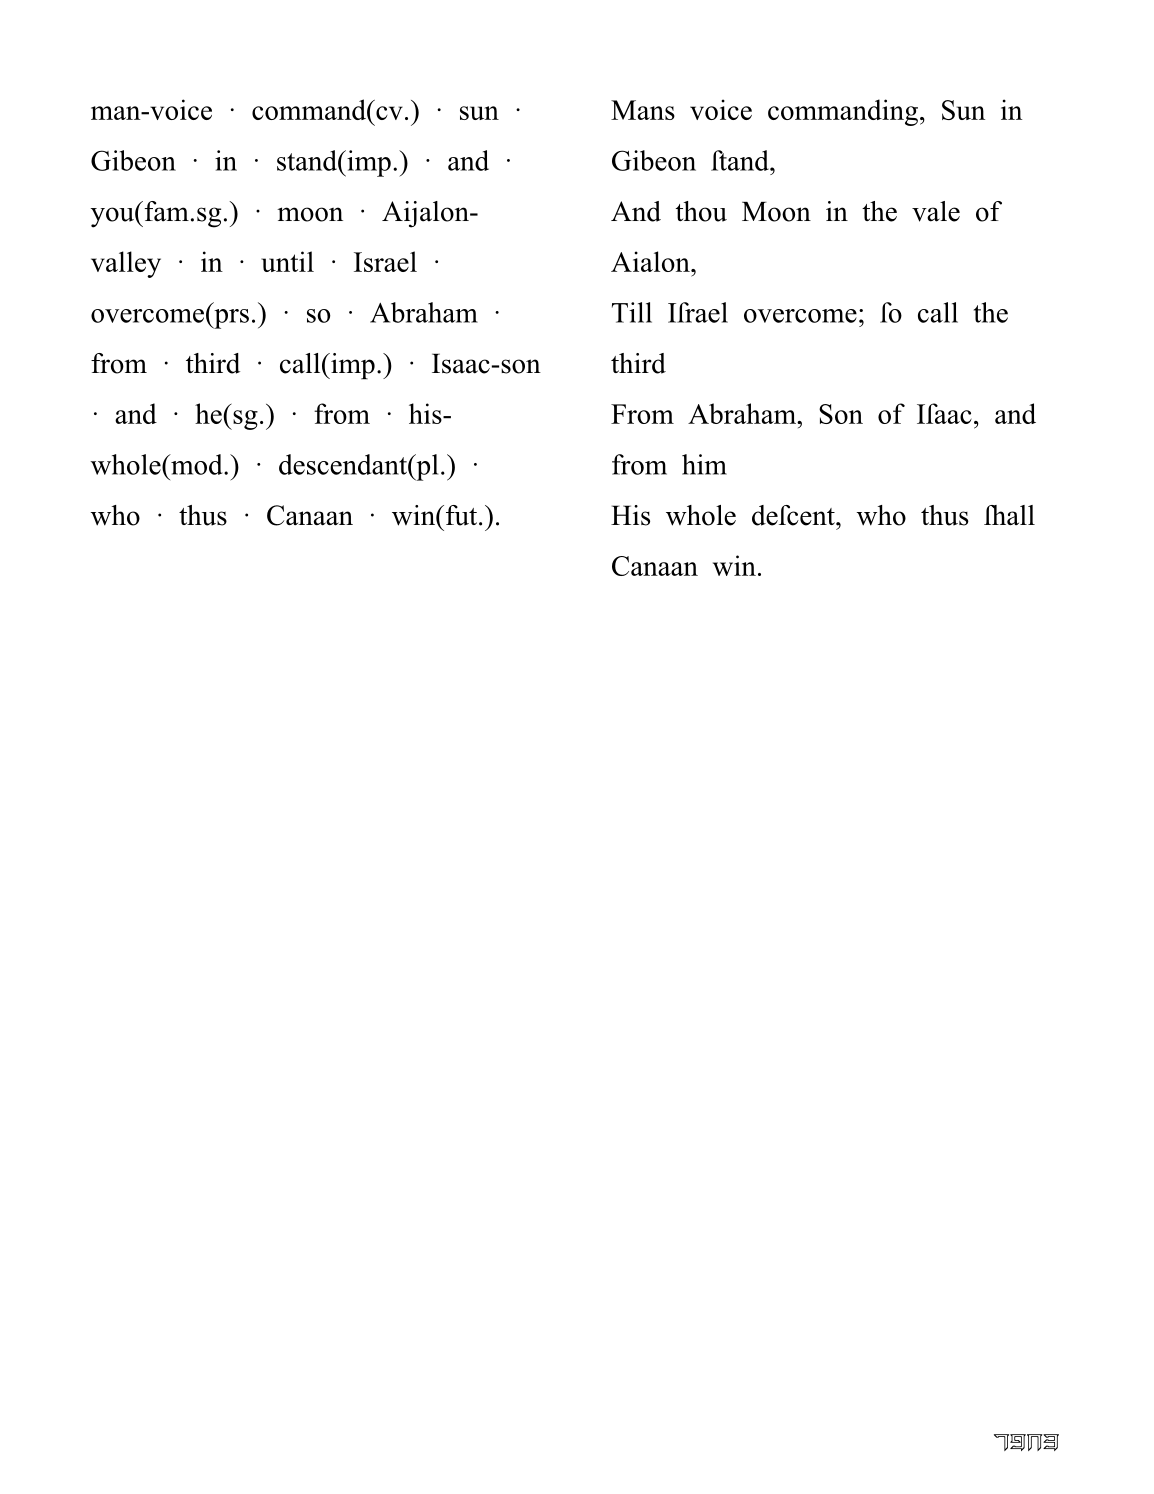 man-voice · command(cv.) · sun ·
Gibeon · in · stand(imp.) · and ·
you(fam.sg.) · moon · Aijalon-
valley · in · until · Israel ·
overcome(prs.) · so · Abraham ·
from · third · call(imp.) · Isaac-son
· and · he(sg.) · from · his-
whole(mod.) · descendant(pl.) ·
who · thus · Canaan · win(fut.).
Mans voice commanding, Sun in
Gibeon ſtand,
And thou Moon in the vale of
Aialon,
Till Iſrael overcome; ſo call the
third
From Abraham, Son of Iſaac, and
from him
His whole deſcent, who thus ſhall
Canaan win.